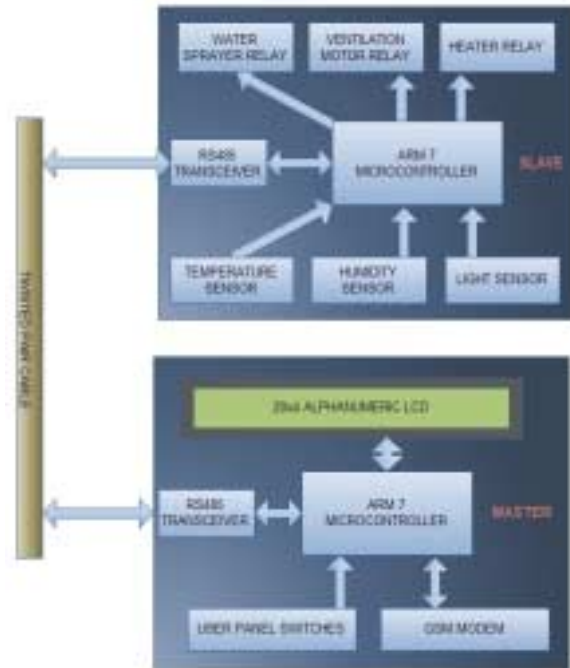 WATER
SPRAYER RELAY
VENTILATION
MOTOR RELAY
HEATER RELAY
RS485
TRANSCEIVER
ARM 7
MICROCONTROLLER
SLAVE
TEMPERATURE
SENSOR
HUMIDITY
SENSOR
LIGHT SENSOR
TWISTED PAIR CABLE
20x4 ALPHANUMERIC LCD
RS485
TRANSCEIVER
ARM 7
MICROCONTROLLER
MASTER
USER PANEL SWITCHES
GSM MODEM